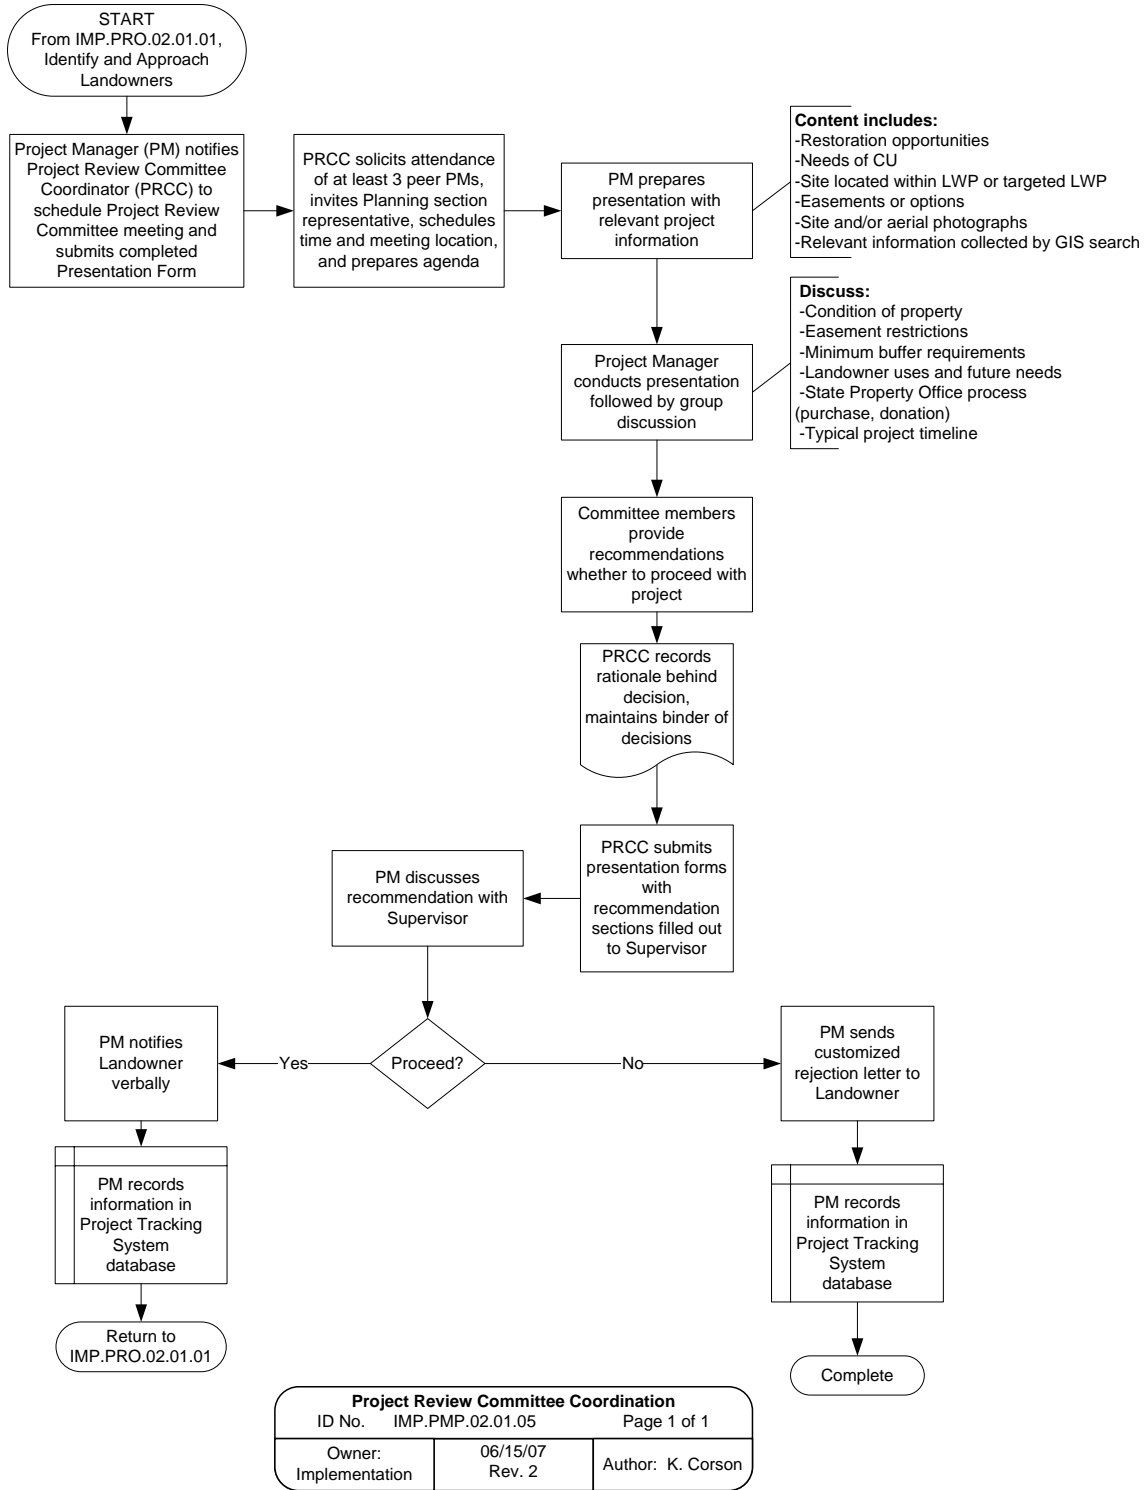 START
From IMP.PRO.02.01.01,
Identify and Approach
Landowners
Project Manager (PM) notifies
Project Review Committee
Coordinator (PRCC) to
schedule Project Review
Committee meeting and
submits completed
Presentation Form
PRCC solicits attendance
of at least 3 peer PMs,
invites Planning section
representative, schedules
time and meeting location,
and prepares agenda
PM prepares
presentation with
relevant project
information
Content includes:
-Restoration opportunities
-Needs of CU
-Site located within LWP or targeted LWP
-Easements or options
-Site and/or aerial photographs
-Relevant information collected by GIS search
Project Manager
conducts presentation
followed by group
discussion
Discuss:
-Condition of property
-Easement restrictions
-Minimum buffer requirements
-Landowner uses and future needs
-State Property Office process
(purchase, donation)
-Typical project timeline
Committee members
provide
recommendations
whether to proceed with
project
PRCC records
rationale behind
decision,
maintains binder of
decisions
PRCC submits
presentation forms
with
recommendation
sections filled out
to Supervisor
PM discusses
recommendation with
Supervisor
Proceed?
Yes
No
PM notifies
Landowner
verbally
PM records
information in
Project Tracking
System
database
Return to
IMP.PRO.02.01.01
PM sends
customized
rejection letter to
Landowner
PM records
information in
Project Tracking
System
database
Complete
Project Review Committee Coordination
ID No. IMP.PMP.02.01.05 Page 1 of 1
Owner:
Implementation
06/15/07
Rev. 2
Author: K. Corson